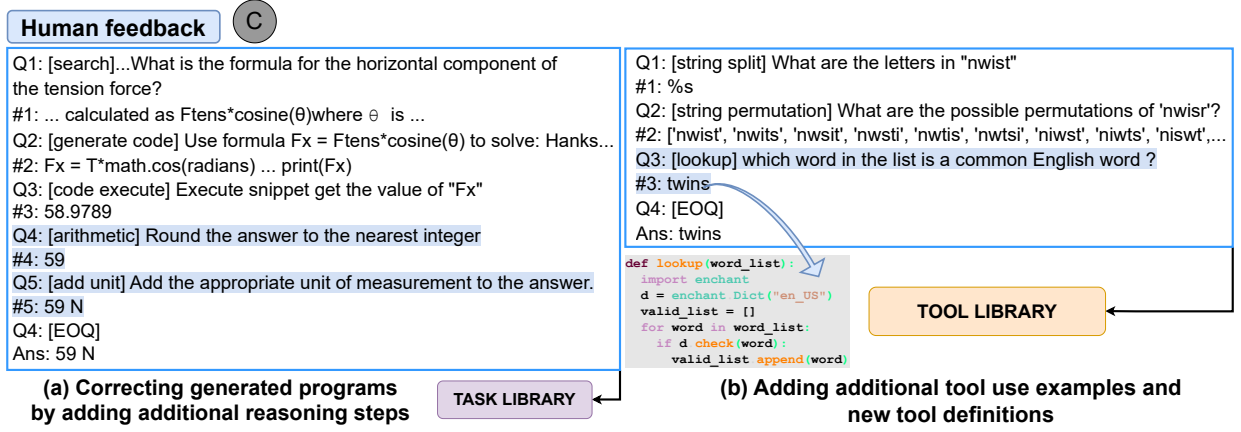 Human feedback
C
Q1: [search]...What is the formula for the horizontal component of
the tension force?
#1: ... calculated as Ftens*cosine(θ)where θ is ...
Q2: [generate code] Use formula Fx = Ftens*cosine(θ) to solve: Hanks...
#2: Fx = T*math.cos(radians) ... print(Fx)
Q3: [code execute] Execute snippet get the value of "Fx"
#3: 58.9789
Q4: [arithmetic] Round the answer to the nearest integer
#4: 59
Q5: [add unit] Add the appropriate unit of measurement to the answer.
#5: 59 N
Q4: [EOQ]
Ans: 59 N
(a) Correcting generated programs
by adding additional reasoning steps
TASK LIBRARY
Q1: [string split] What are the letters in "nwist"
#1: %s
Q2: [string permutation] What are the possible permutations of 'nwisr'?
#2: ['nwist', 'nwits', 'nwsit', 'nwsti', 'nwtis', 'nwtsi', 'niwst', 'niwts', 'niswt',...
Q3: [lookup] which word in the list is a common English word ?
#3: twins
Q4: [EOQ]
Ans: twins
def lookup(word_list):
import enchant
d = enchant.Dict("en_US")
valid_list = []
for word in word_list:
if d.check(word):
valid_list.append(word)
TOOL LIBRARY
(b) Adding additional tool use examples and
new tool definitions